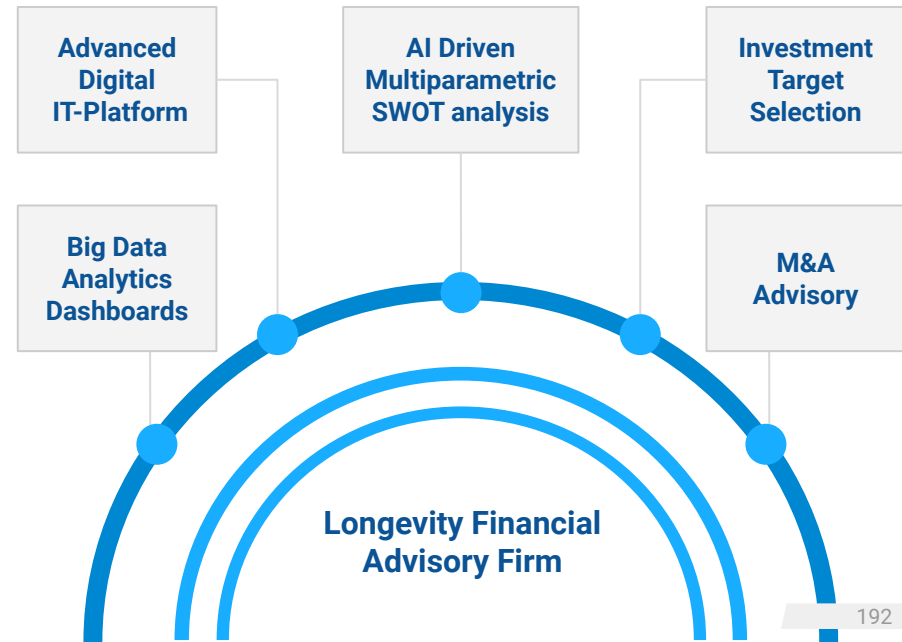 Advanced
Digital
IT-Platform
AI Driven
Multiparametric
SWOT analysis
Investment
Target
Selection
Big Data
Analytics
Dashboards
M&A
Advisory
Longevity Financial
Advisory Firm
192